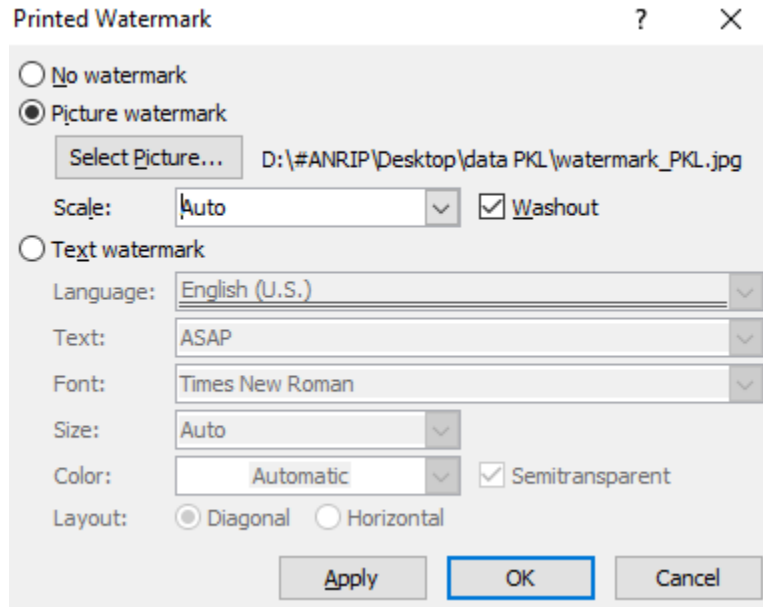 Printed Watermark ?
No watermark
Picture watermark
Select Picture... D:\#ANRIP\Desktop\data PKL\watermark_PKL.jpg
Scale: Auto Washout
Text watermark
Language: English (U.S.)
Text: ASAP
Font: Times New Roman
Size: Auto
Color: Automatic Semitransparent
Layout: Diagonal Horizontal
Apply OK Cancel